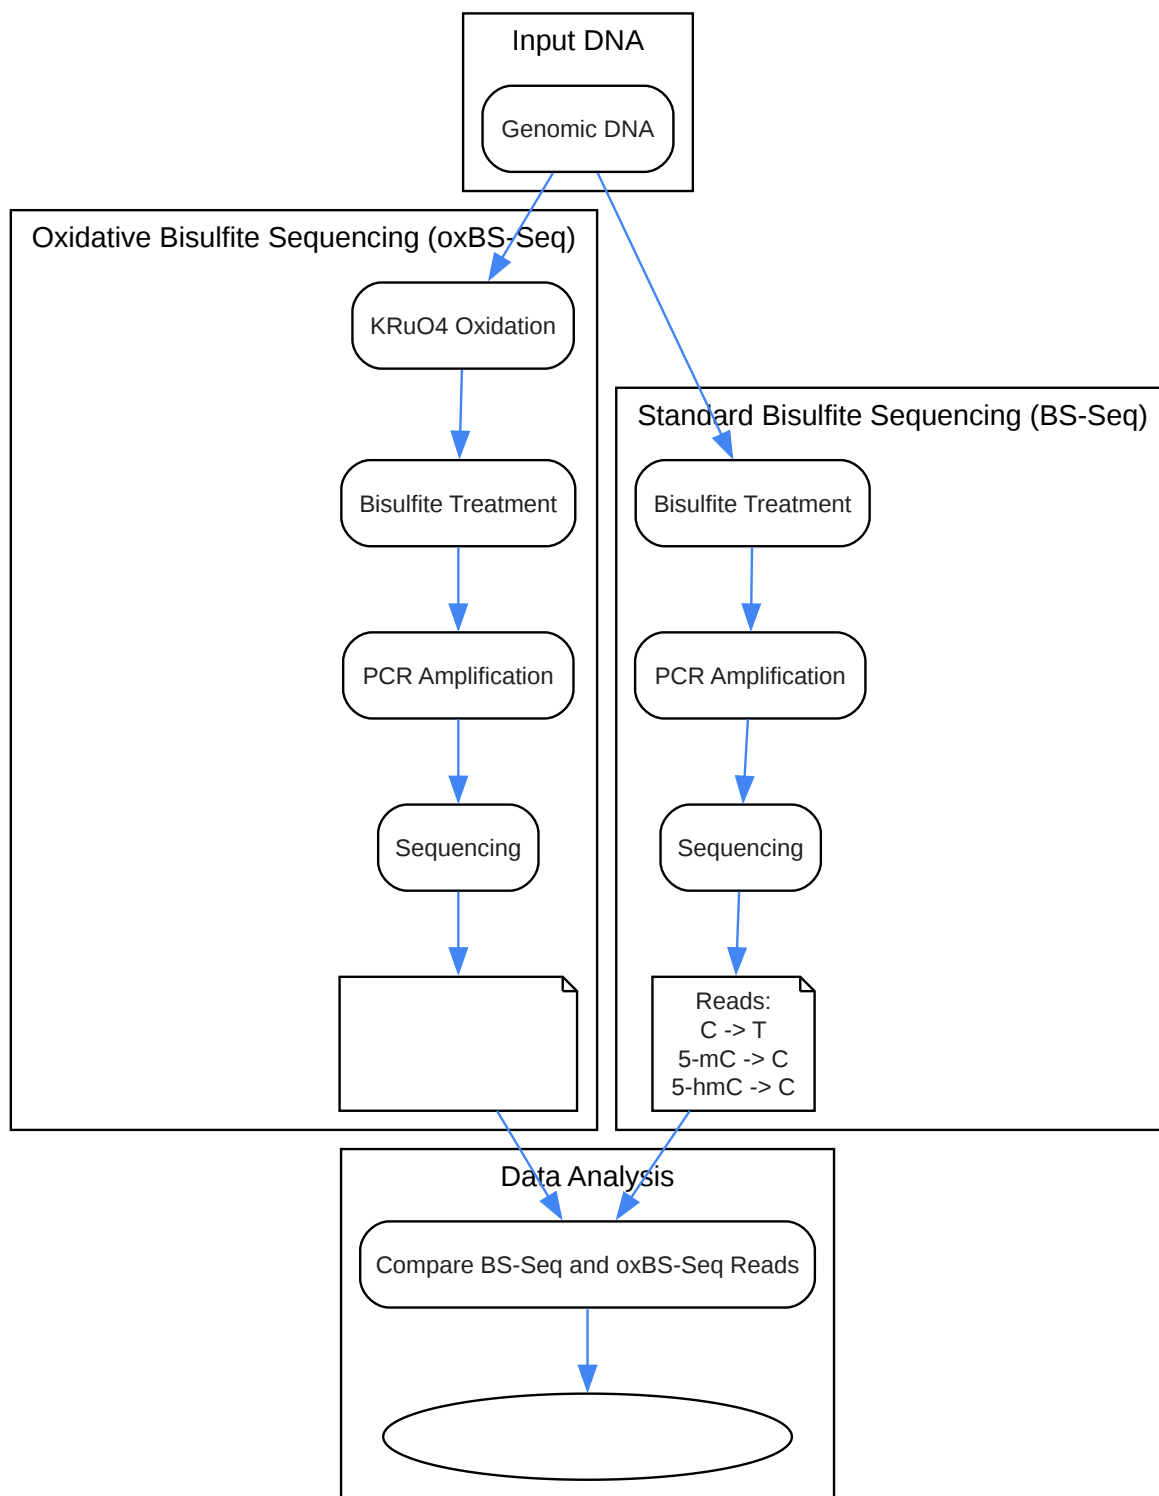 Input DNA
Genomic DNA
Oxidative Bisulfite Sequencing (oxBS-Seq)
KRuO4 Oxidation
Bisulfite Treatment
PCR Amplification
Sequencing
Standard Bisulfite Sequencing (BS-Seq)
Bisulfite Treatment
PCR Amplification
Sequencing
Reads:
C -> T
5-mC -> C
5-hmC -> C
Data Analysis
Compare BS-Seq and oxBS-Seq Reads